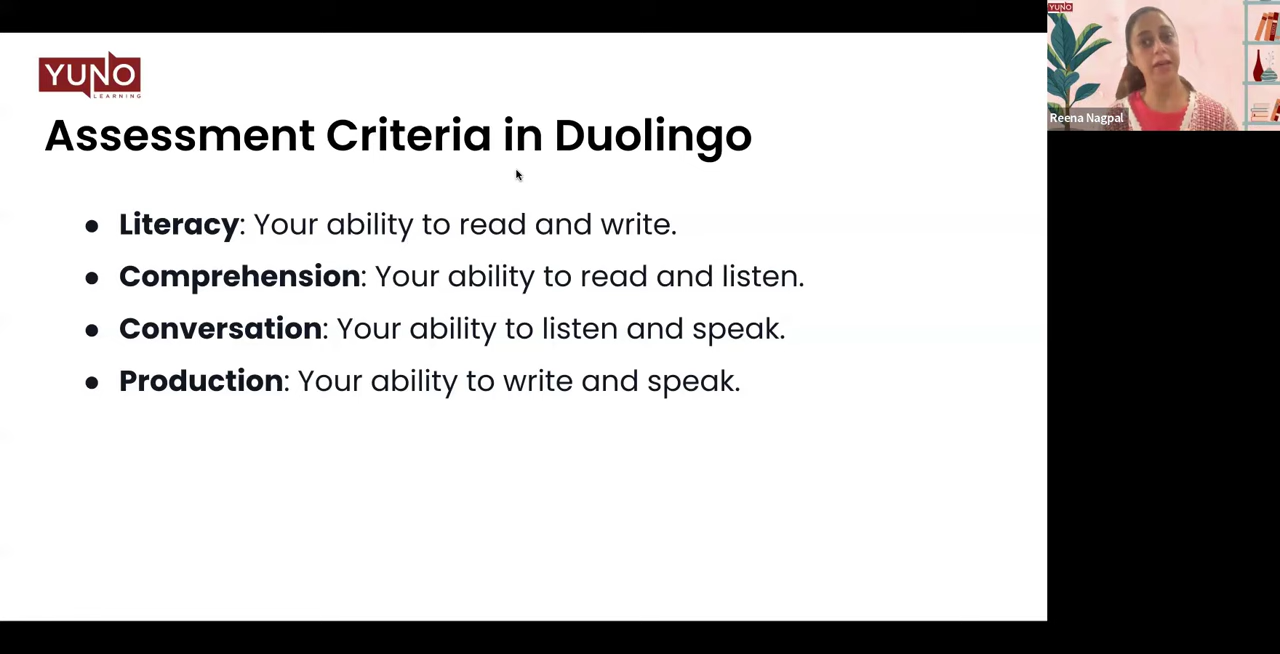 YUNO
LEARNING
Assessment Criteria in Duolingo
● Literacy: Your ability to read and write.
● Comprehension: Your ability to read and listen.
● Conversation: Your ability to listen and speak.
● Production: Your ability to write and speak.
YUNO
Reena Nagpal